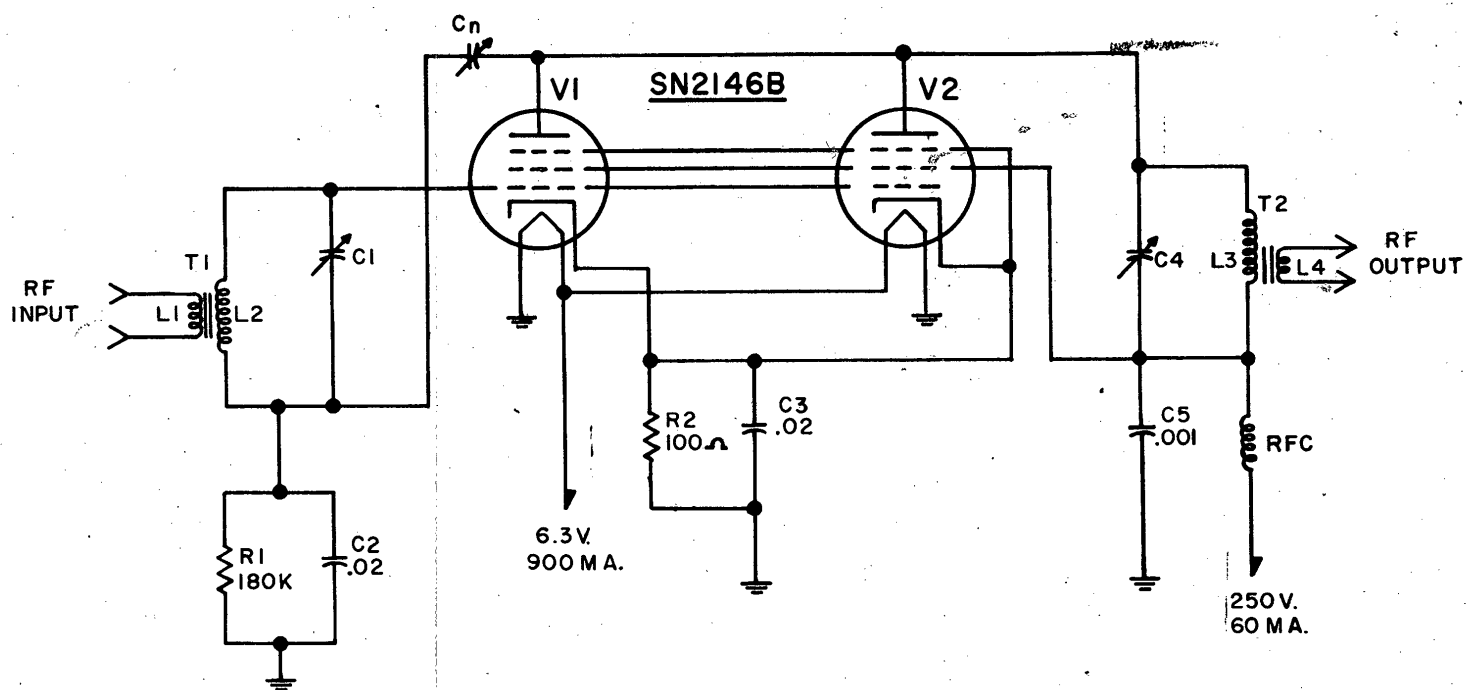 Cn
V1
SN2146B
V2
T1
C1
RF
INPUT
L1
L2
C4
L3
T2
L4
RF
OUTPUT
R2
100Ω
C3
.02
C5
.001
RFC
R1
180K
C2
.02
6.3V.
900 MA.
250V.
60 MA.